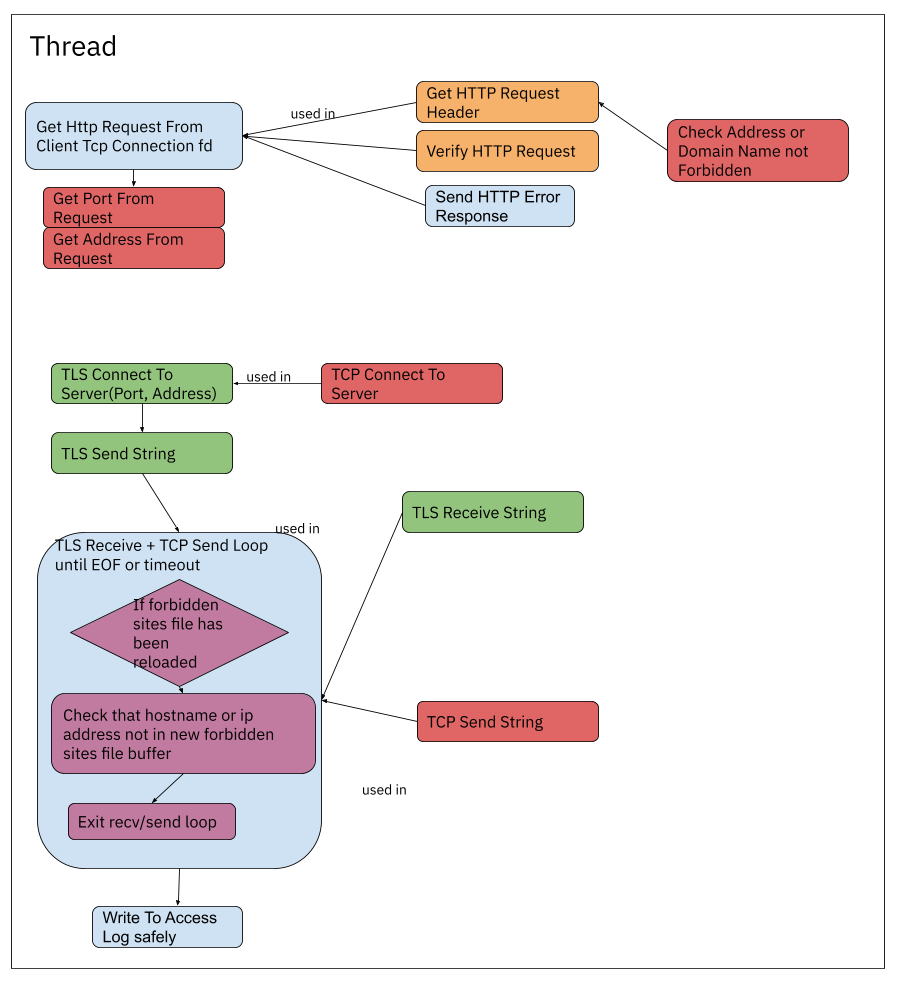 Thread
Get Http Request From
Client Tcp Connection fd
used in
Get HTTP Request
Header
Verify HTTP Request
Send HTTP Error
Response
Check Address or
Domain Name not
Forbidden
Get Port From
Request
Get Address From
Request
TLS Connect To
Server(Port, Address)
used in
TCP Connect To
Server
TLS Send String
TLS Receive String
used in
TLS Receive + TCP Send Loop
until EOF or timeout
If forbidden
sites file has
been
reloaded
Check that hostname or ip
address not in new forbidden
sites file buffer
TCP Send String
used in
Exit recv/send loop
Write To Access
Log safely